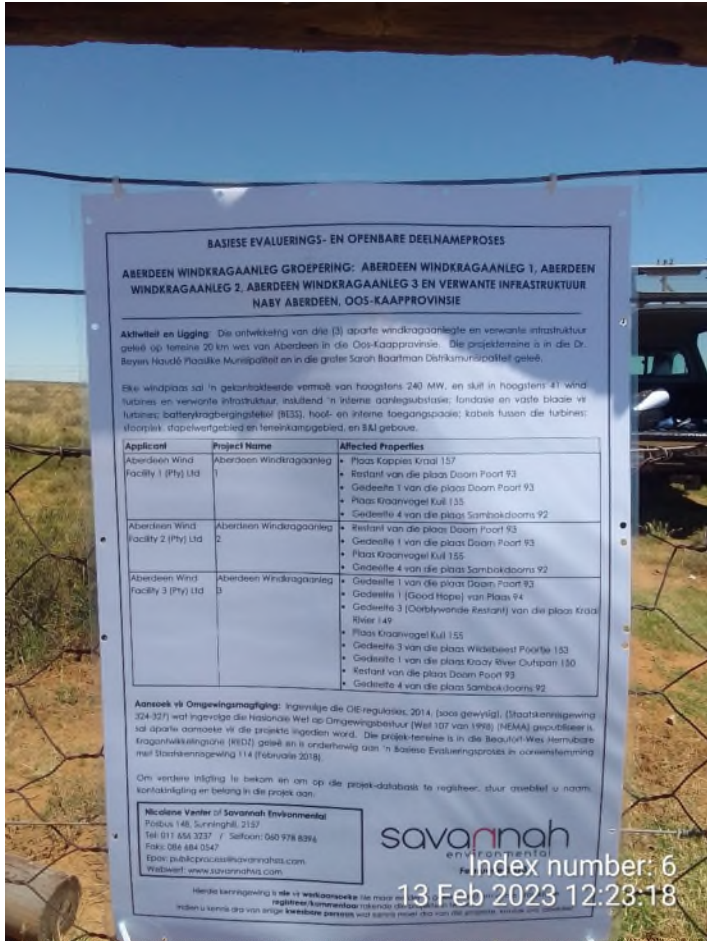 BASIESE EVALUERINGS- EN OPENBARE DEELNAMEPROSES
ABERDEEN WINDKRAGAANLEG GROEPERING: ABERDEEN WINDKRAGAANLEG 1, ABERDEEN
WINDKRAGAANLEG 2, ABERDEEN WINDKRAGAANLEG 3 EN VERWANTE INFRASTRUKTUUR
NABY ABERDEEN, OOS-KAAPPROVINSIE
Aktiwiteit en Ligging: Die ontwikkeling van drie (3) aparte windkragaanlegte en verwante infrastruktuur
geleë op terreine 20 km wes van Aberdeen in die Oos-Kaapprovinsie. Die projekterreine is in die Dr.
Beyers Naudé Plaaslike Munisipaliteit en in die groter Sarah Baartman Distriksmunisipaliteit geleë.
Elke windplaas sal 'n gekontrakteerde vermoë van hoogstens 240 MW, en sluit in hoogstens 41 wind
turbines en verwante infrastruktuur, insluitend 'n interne aanlegsubstasie; fondasie en vaste blaaie vir
turbines; batterykragbergingstelsel (BESS), hoof- en interne toegangspaaie; kabels tussen die turbines;
stoorplek, stapelwerfgebied en terreinkampgebied, en B&I geboue.
Applicant Project Name Affected Properties
Aberdeen Wind Facility 1 (Pty) Ltd Aberdeen Windkragaanleg 1
• Plaas Koppies Kraal 157
• Restant van die plaas Doorn Poort 93
• Gedeelte 1 van die plaas Doorn Poort 93
• Plaas Kraanvogel Kuil 155
• Gedeelte 4 van die plaas Sambokdoorns 92
Aberdeen Wind Facility 2 (Pty) Ltd Aberdeen Windkragaanleg 2
• Restant van die plaas Doorn Poort 93
• Gedeelte 1 van die plaas Doorn Poort 93
• Plaas Kraanvogel Kuil 155
• Gedeelte 4 van die plaas Sambokdoorns 92
Aberdeen Wind Facility 3 (Pty) Ltd Aberdeen Windkragaanleg 3
• Gedeelte 1 van die plaas Doorn Poort 93
• Gedeelte 1 (Good Hope) van Plaas 94
• Gedeelte 3 (Oorblywende Restant) van die plaas Kraai
Rivier 149
• Plaas Kraanvogel Kuil 155
• Gedeelte 3 van die plaas Wildebeest Poortje 153
• Gedeelte 1 van die plaas Kraay River Outspan 150
• Restant van die plaas Doorn Poort 93
• Gedeelte 4 van die plaas Sambokdoorns 92
Aansoek vir Omgewingsmagtiging: Ingevolge die OIE-regulasies, 2014, (soos gewysig), (Staatskennisgewing
324-327) wat ingevolge die Nasionale Wet op Omgewingsbestuur (Wet 107 van 1998) (NEMA) gepubliseer is
sal aparte aansoeke vir die projekte ingedien word. Die projek-terreine is in die Beaufort-Wes Hernubare
Kragontwikkelingsone (REDZ) geleë en is onderhewig aan 'n Basiese Evalueringsproses in ooreenstemming
met Staatskennisgewing 114 (Februarie 2018).
Om verdere inligting te bekom en om op die projek-databasis te registreer, stuur asseblief u naam,
kontakinligting en belang in die projek aan:
Nicolene Venter of Savannah Environmental
Posbus 148, Sunninghill, 2157
Tel: 011 656 3237 / Selfoon: 060 978 8396
Faks: 086 684 0547
Epos: publicprocess@savannahsa.com
Webwerf: www.savannahsa.com
savannah
environmental
Hierdie kennisgewing is nie 'n werkaansoeke nie maar
registreer/kommentaar
Indien u kennis dra van enige kwesbare persoon wat
Index number: 6
13 Feb 2023 12:23:18